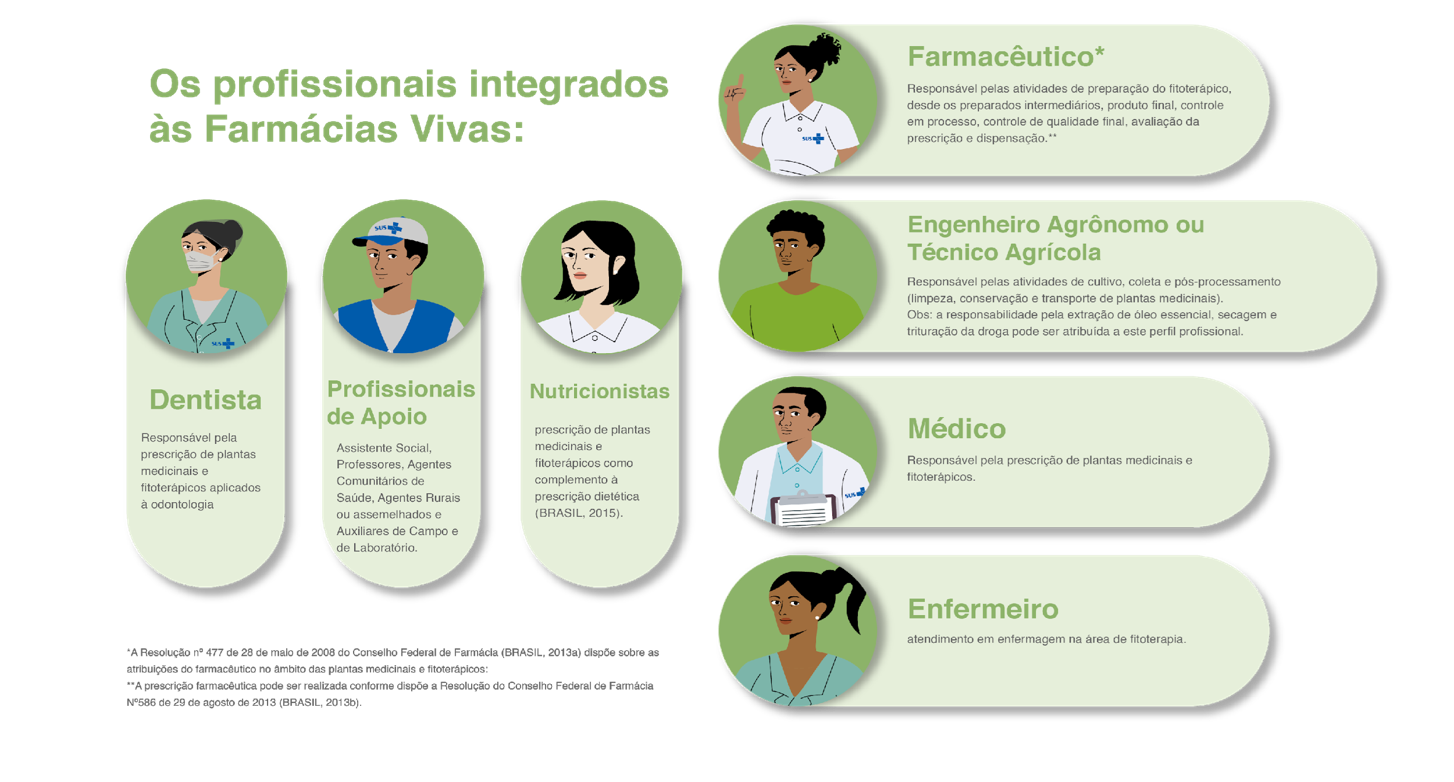 Os profissionais integrados
às Farmácias Vivas:
Dentista
Responsável pela
prescrição de plantas
medicinais e
fitoterápicos aplicados
à odontologia
SUS
Profissionais
de Apoio
Assistente Social,
Professores, Agentes
Comunitários de
Saúde, Agentes Rurais
ou assemelhados e
Auxiliares de Campo e
de Laboratório.
SUS
Nutricionistas
prescrição de plantas
medicinais e
fitoterápicos como
complemento à
prescrição dietética
(BRASIL, 2015).
*A Resolução nº 477 de 28 de maio de 2008 do Conselho Federal de Farmácia (BRASIL, 2013a) dispõe sobre as
atribuições do farmacêutico no âmbito das plantas medicinais e fitoterápicos:
**A prescrição farmacêutica pode ser realizada conforme dispõe a Resolução do Conselho Federal de Farmácia
Nº586 de 29 de agosto de 2013 (BRASIL, 2013b).
SUS
Farmacêutico*
Responsável pelas atividades de preparação do fitoterápico,
desde os preparados intermediários, produto final, controle
em processo, controle de qualidade final, avaliação da
prescrição e dispensação.**
Engenheiro Agrônomo ou
Técnico Agrícola
Responsável pelas atividades de cultivo, coleta e pós-processamento
(limpeza, conservação e transporte de plantas medicinais).
Obs: a responsabilidade pela extração de óleo essencial, secagem e
trituração da droga pode ser atribuída a este perfil profissional.
SUS
Médico
Responsável pela prescrição de plantas medicinais e
fitoterápicos.
Enfermeiro
atendimento em enfermagem na área de fitoterapia.